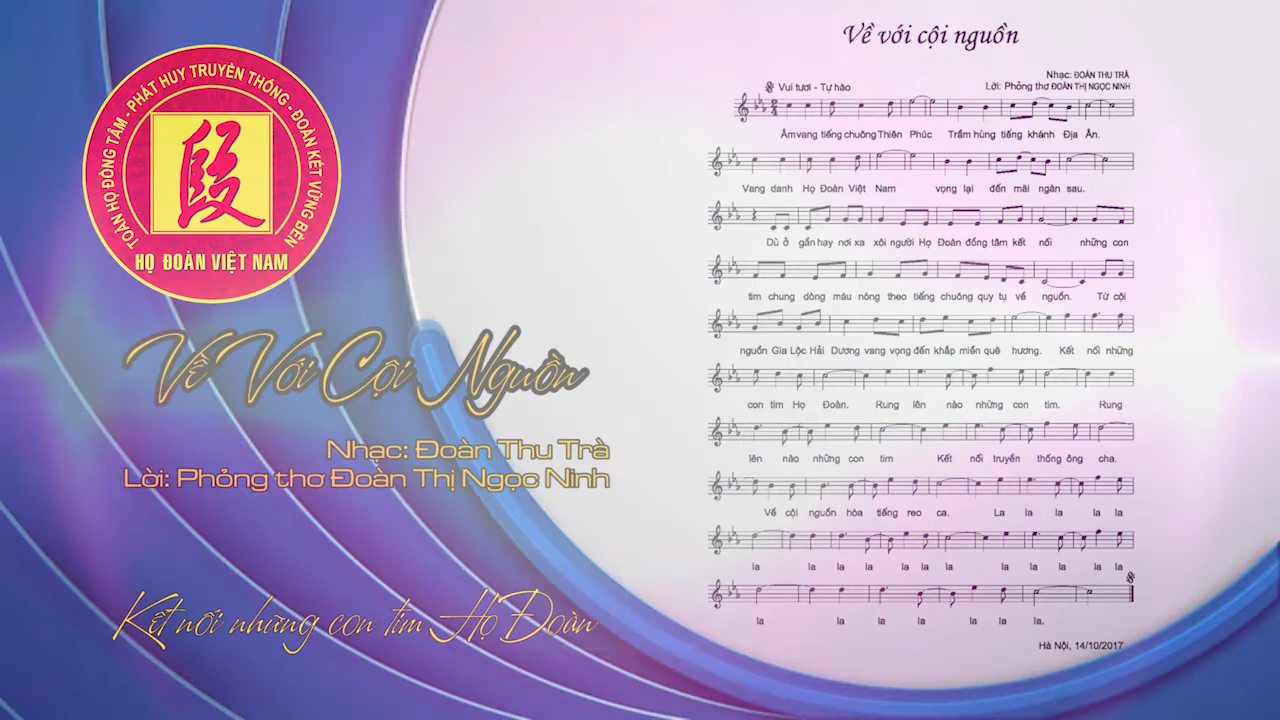 TOÀN HỌ ĐỒNG TÂM - PHÁT HUY TRUYỀN THỐNG - ĐOÀN KẾT VỮNG BỀN
段
HỌ ĐOÀN VIỆT NAM
Về Với Cội Nguồn
Nhạc: Đoàn Thu Trà
Lời: Phỏng thơ Đoàn Thị Ngọc Ninh
Kết nối những con tim Họ Đoàn
Về với cội nguồn
Nhạc: ĐOÀN THU TRÀ
Vui tươi - Tự hào
Lời: Phỏng thơ ĐOÀN THỊ NGỌC NINH
Âm vang tiếng chuông Thiên Phúc Trầm hùng tiếng khánh Địa Ân.
Vang danh Họ Đoàn Việt Nam vọng lại đến mãi ngàn sau.
Dù ở gần hay nơi xa xôi người Họ Đoàn đồng tâm kết nối những con
tim chung dòng máu nóng theo tiếng chuông quy tụ về nguồn. Từ cội
nguồn Gia Lộc Hải Dương vang vọng đến khắp miền quê hương. Kết nối những
con tim Họ Đoàn. Rung lên nào những con tim. Rung
lên nào những con tim Kết nối truyền thống ông cha.
Về cội nguồn hòa tiếng reo ca. La la la la la
la la la la la la la la la la la
la la la la la la.
Hà Nội, 14/10/2017